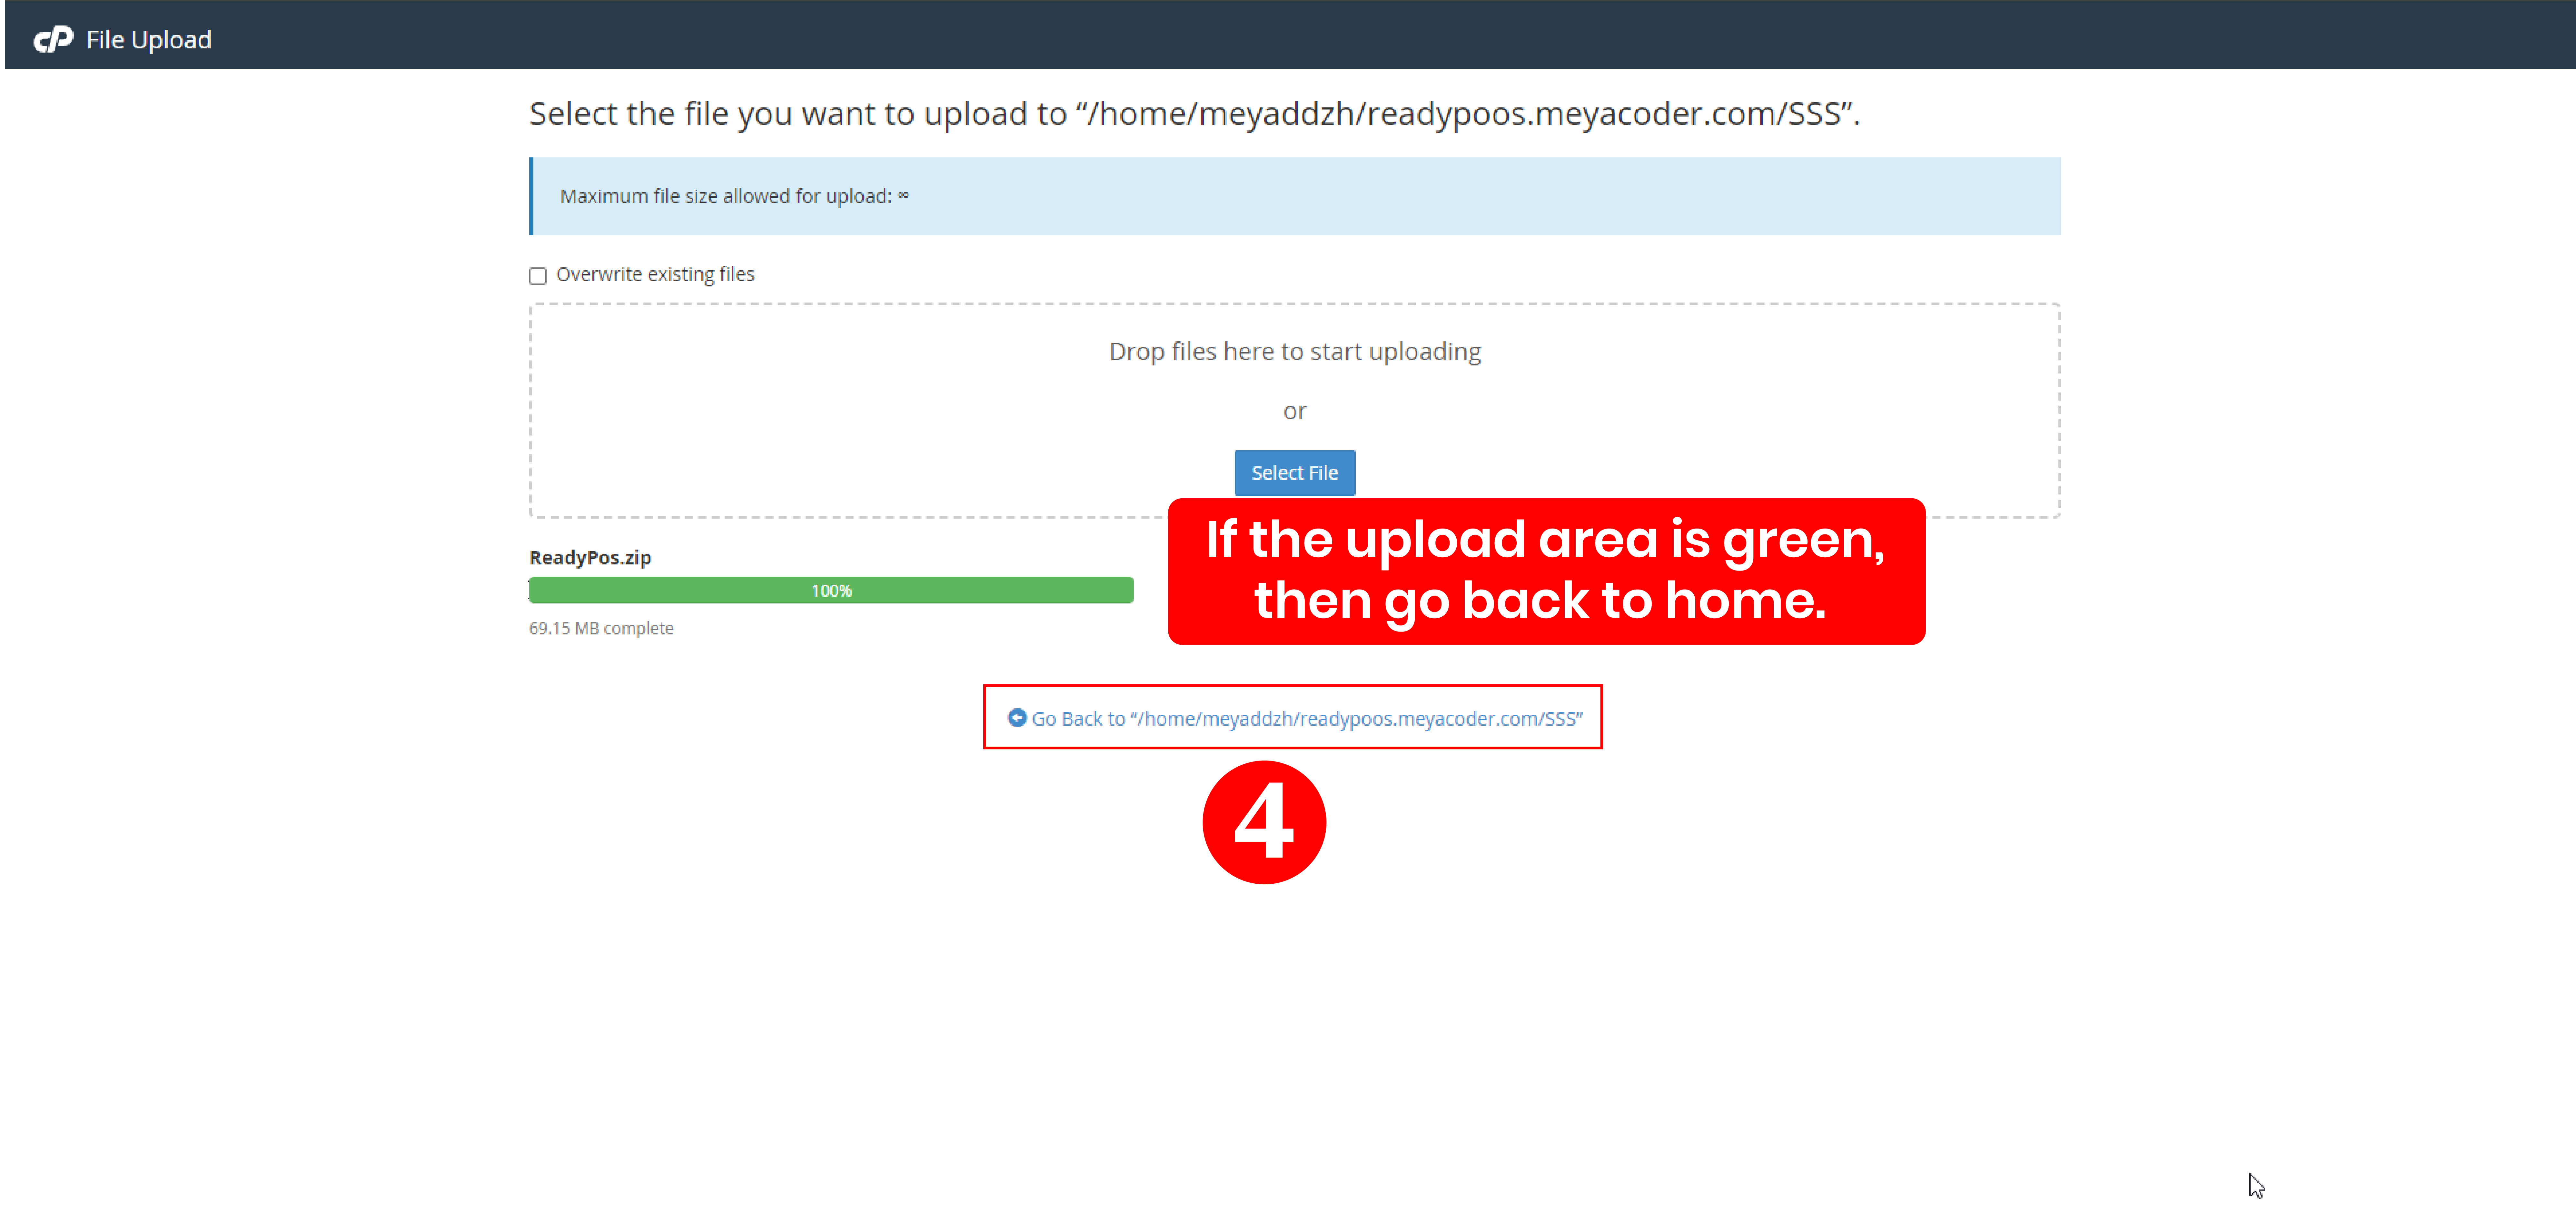 cP File Upload
Select the file you want to upload to “/home/meyaddzh/readypoos.meyacoder.com/SSS”.
Maximum file size allowed for upload: ∞
Overwrite existing files
Drop files here to start uploading
or
Select File
If the upload area is green,
then go back to home.
ReadyPos.zip
100%
69.15 MB complete
Go Back to “/home/meyaddzh/readypoos.meyacoder.com/SSS”
4